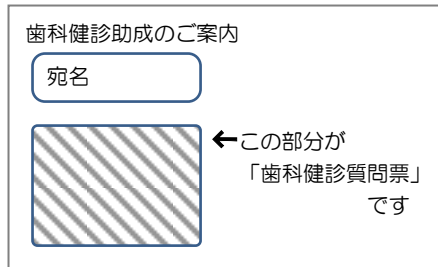 歯科健診助成のご案内
宛名
←この部分が
「歯科健診質問票」
です